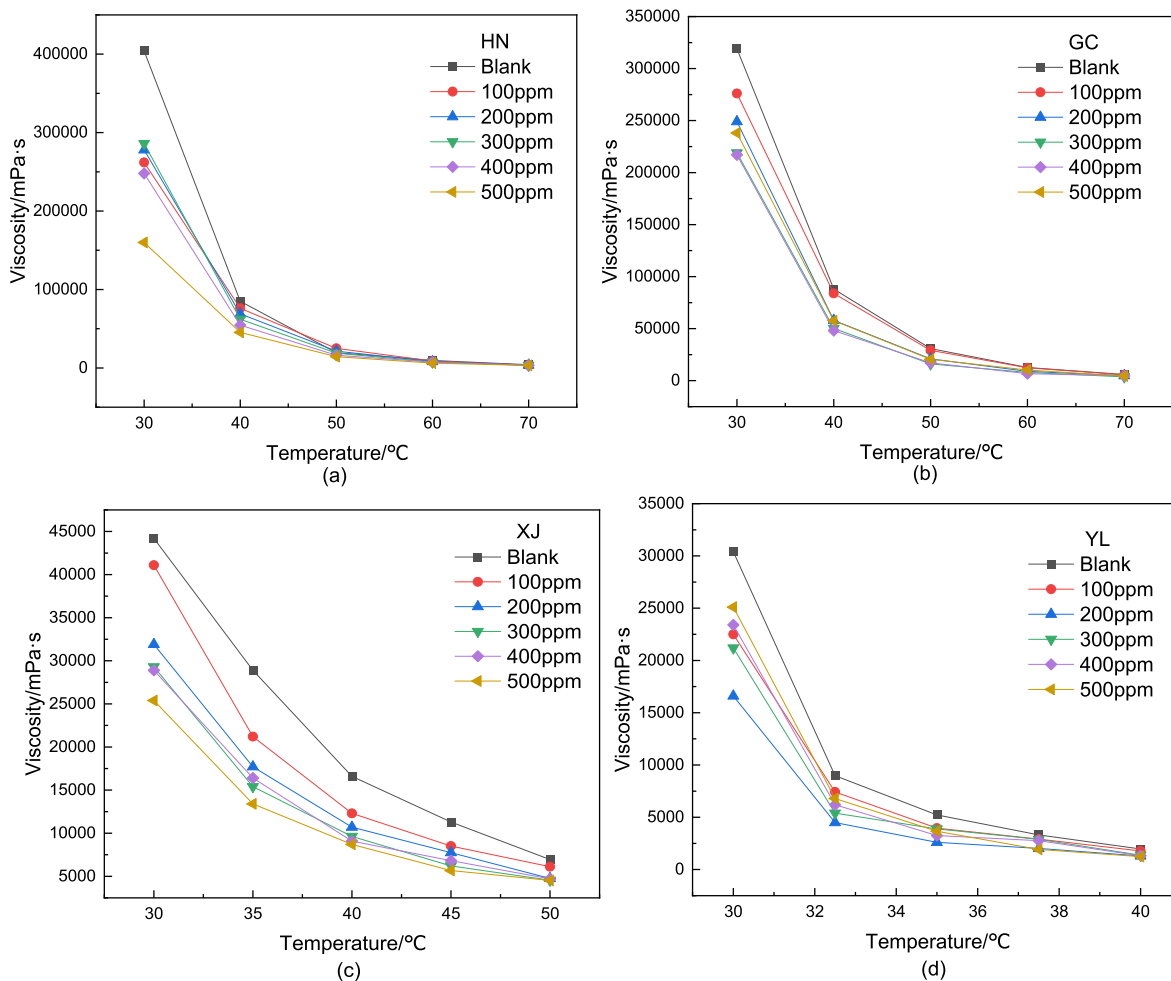 HN
Blank
100ppm
200ppm
300ppm
400ppm
500ppm
400000
300000
200000
100000
0
Viscosity/mPa·s
30 40 50 60 70
Temperature/℃
(a)
GC
Blank
100ppm
200ppm
300ppm
400ppm
500ppm
350000
300000
250000
200000
150000
100000
50000
0
Viscosity/mPa·s
30 40 50 60 70
Temperature/℃
(b)
XJ
Blank
100ppm
200ppm
300ppm
400ppm
500ppm
45000
40000
35000
30000
25000
20000
15000
10000
5000
Viscosity/mPa·s
30 35 40 45 50
Temperature/℃
(c)
YL
Blank
100ppm
200ppm
300ppm
400ppm
500ppm
35000
30000
25000
20000
15000
10000
5000
0
Viscosity/mPa·s
30 32 34 36 38 40
Temperature/℃
(d)